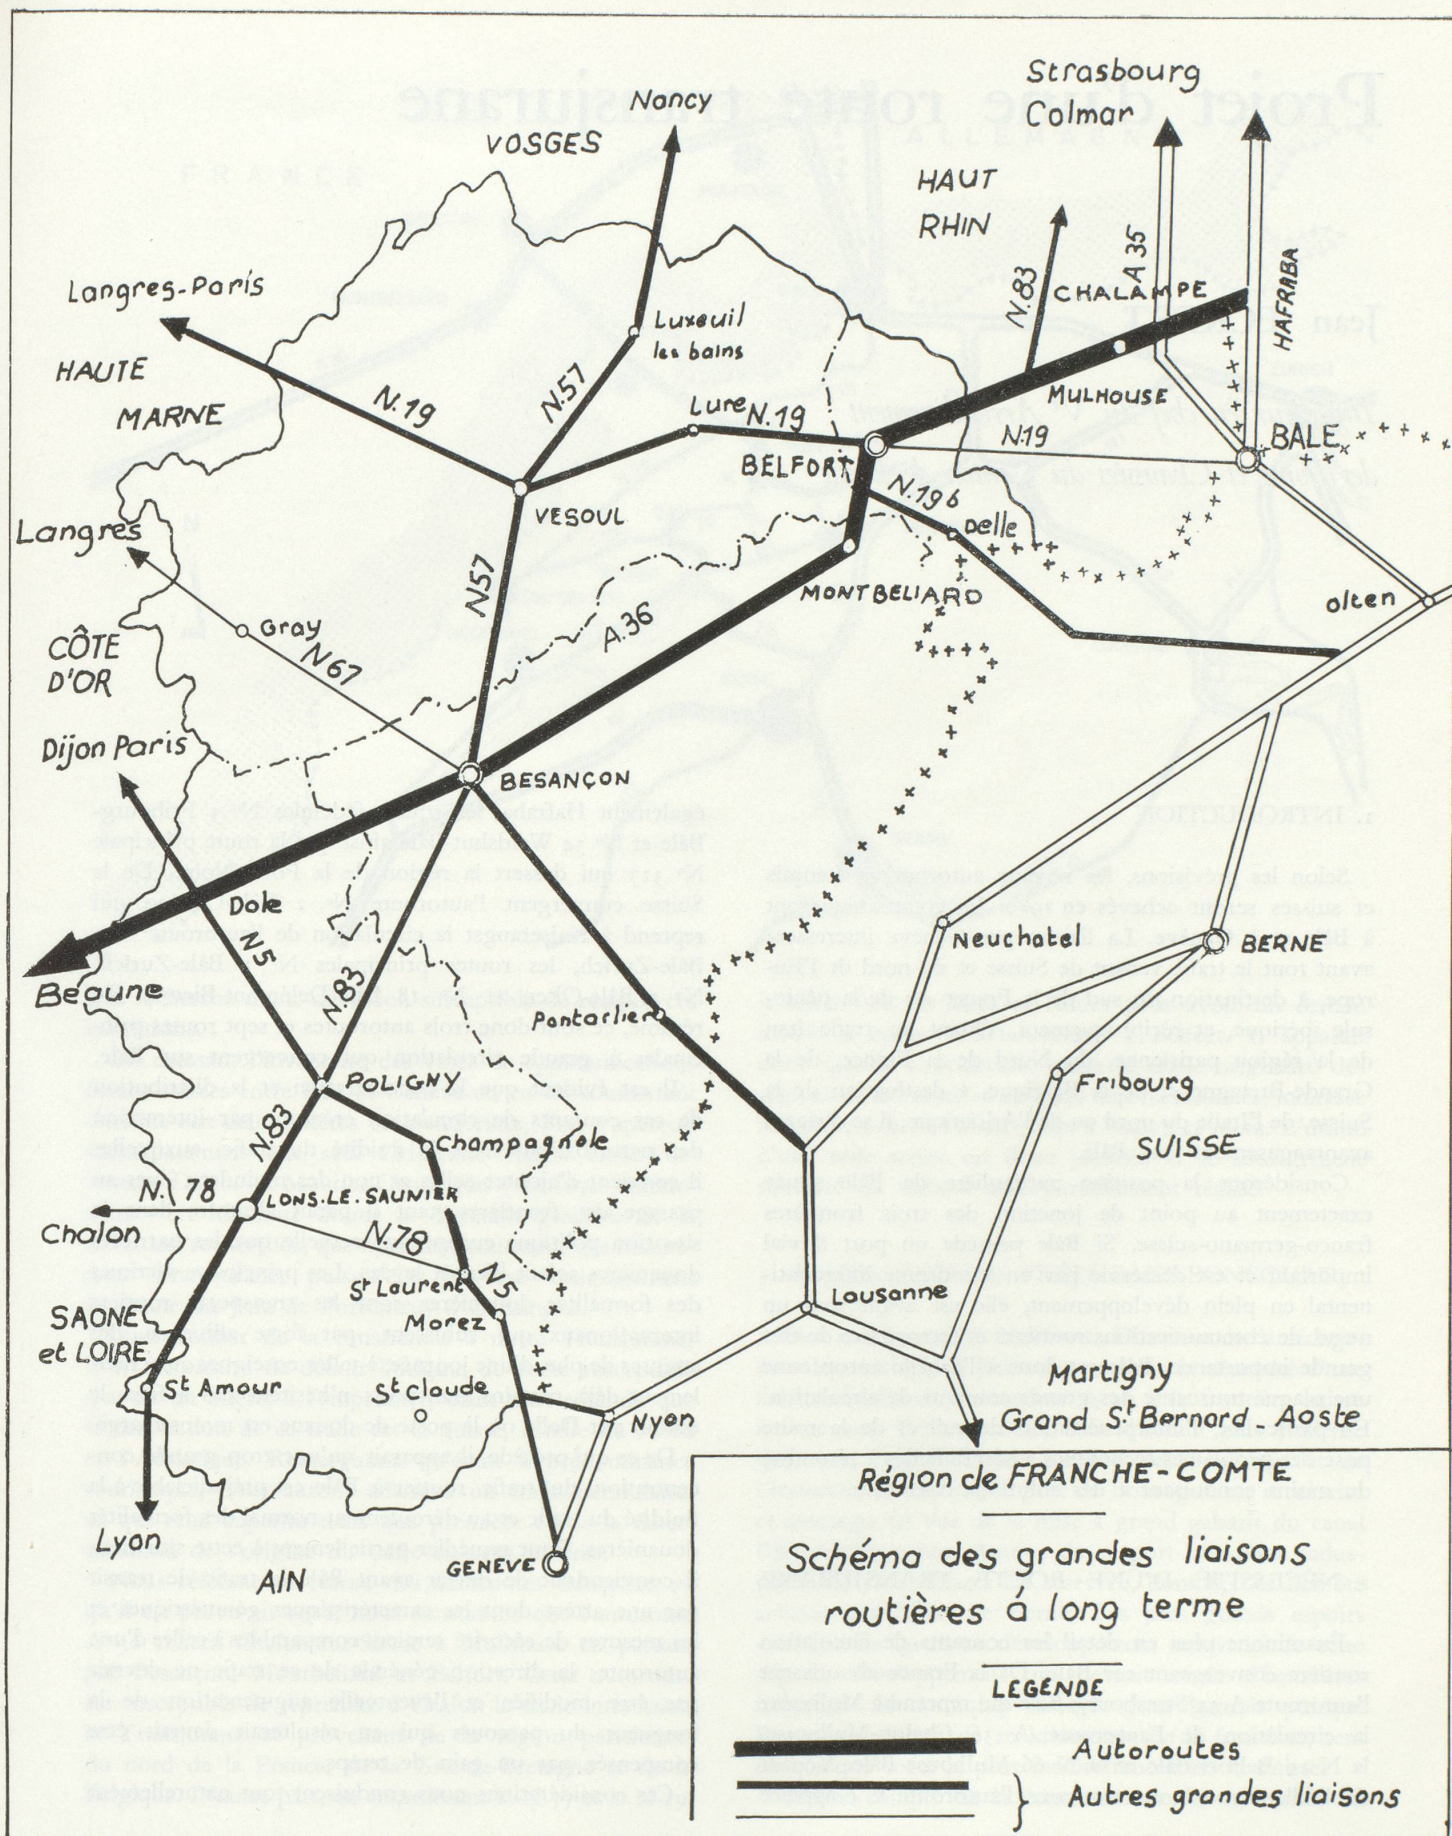 Strasbourg
Colmar
Nancy
VOSGES
HAUT
RHIN
A 35
HAFRABA
N.83
CHALAMPE
Langres-Paris
Luxeuil
les bains
HAUTE
MARNE
N.19
N.57
Lure
N.19
MULHOUSE
N.19
BALE
BELFORT
N.19b
VESOUL
Delle
Langres
N57
MONTBELIARD
Olten
Gray
A.36
CÔTE
D'OR
N67
Dijon Paris
BESANÇON
Dole
N5
Neuchatel
BERNE
Beaune
N.83
Pontarlier
POLIGNY
Fribourg
N.83
Champagnole
SUISSE
N. 78
LONS.LE.SAUNIER
Chalon
N.78
St Laurent
N5
Lausanne
SAONE
et LOIRE
Morez
St Amour
St Claude
Martigny
Nyon
Grand St Bernard - Aoste
Lyon
AIN
GENEVE
Région de FRANCHE-COMTE
Schéma des grandes liaisons
routières á long terme
LEGENDE
Autoroutes
Autres grandes liaisons